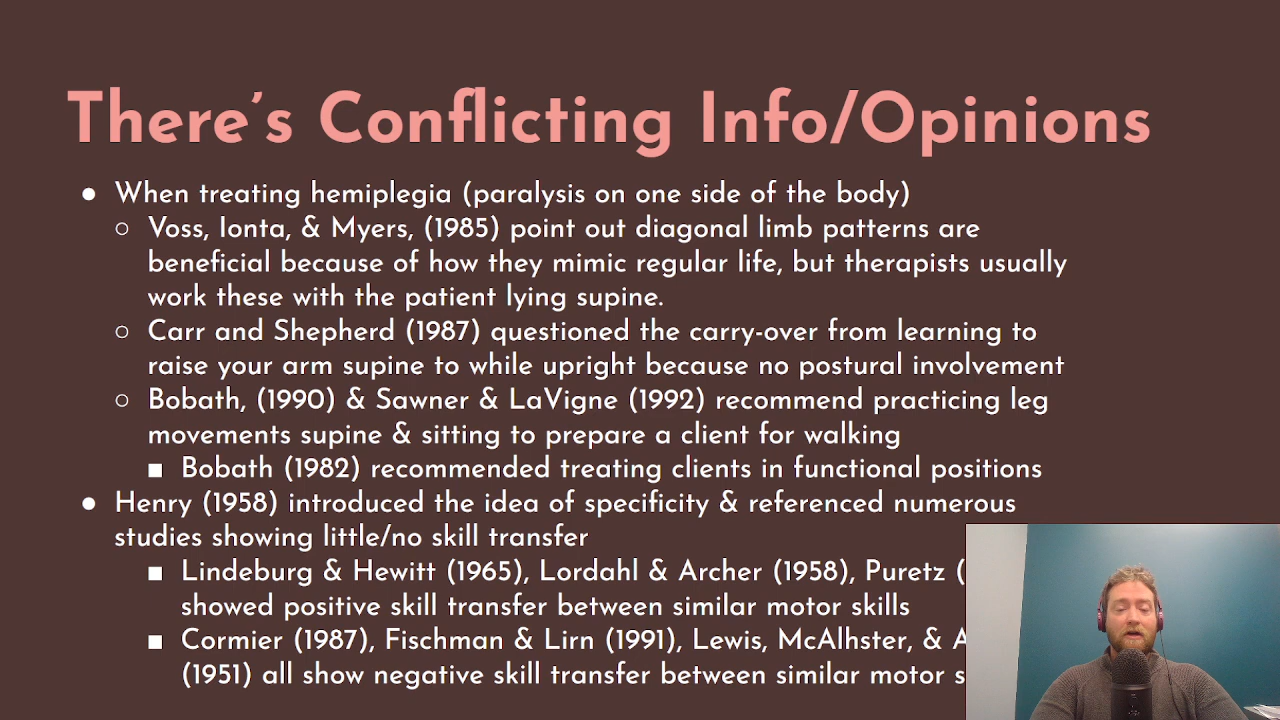 There's Conflicting Info/Opinions
● When treating hemiplegia (paralysis on one side of the body)
○ Voss, Ionta, & Myers, (1985) point out diagonal limb patterns are
beneficial because of how they mimic regular life, but therapists usually
work these with the patient lying supine.
○ Carr and Shepherd (1987) questioned the carry-over from learning to
raise your arm supine to while upright because no postural involvement
○ Bobath, (1990) & Sawner & LaVigne (1992) recommend practicing leg
movements supine & sitting to prepare a client for walking
■ Bobath (1982) recommended treating clients in functional positions
● Henry (1958) introduced the idea of specificity & referenced numerous
studies showing little/no skill transfer
■ Lindeburg & Hewitt (1965), Lordahl & Archer (1958), Puretz (
showed positive skill transfer between similar motor skills
■ Cormier (1987), Fischman & Lirn (1991), Lewis, McAlhster, & A
(1951) all show negative skill transfer between similar motor s